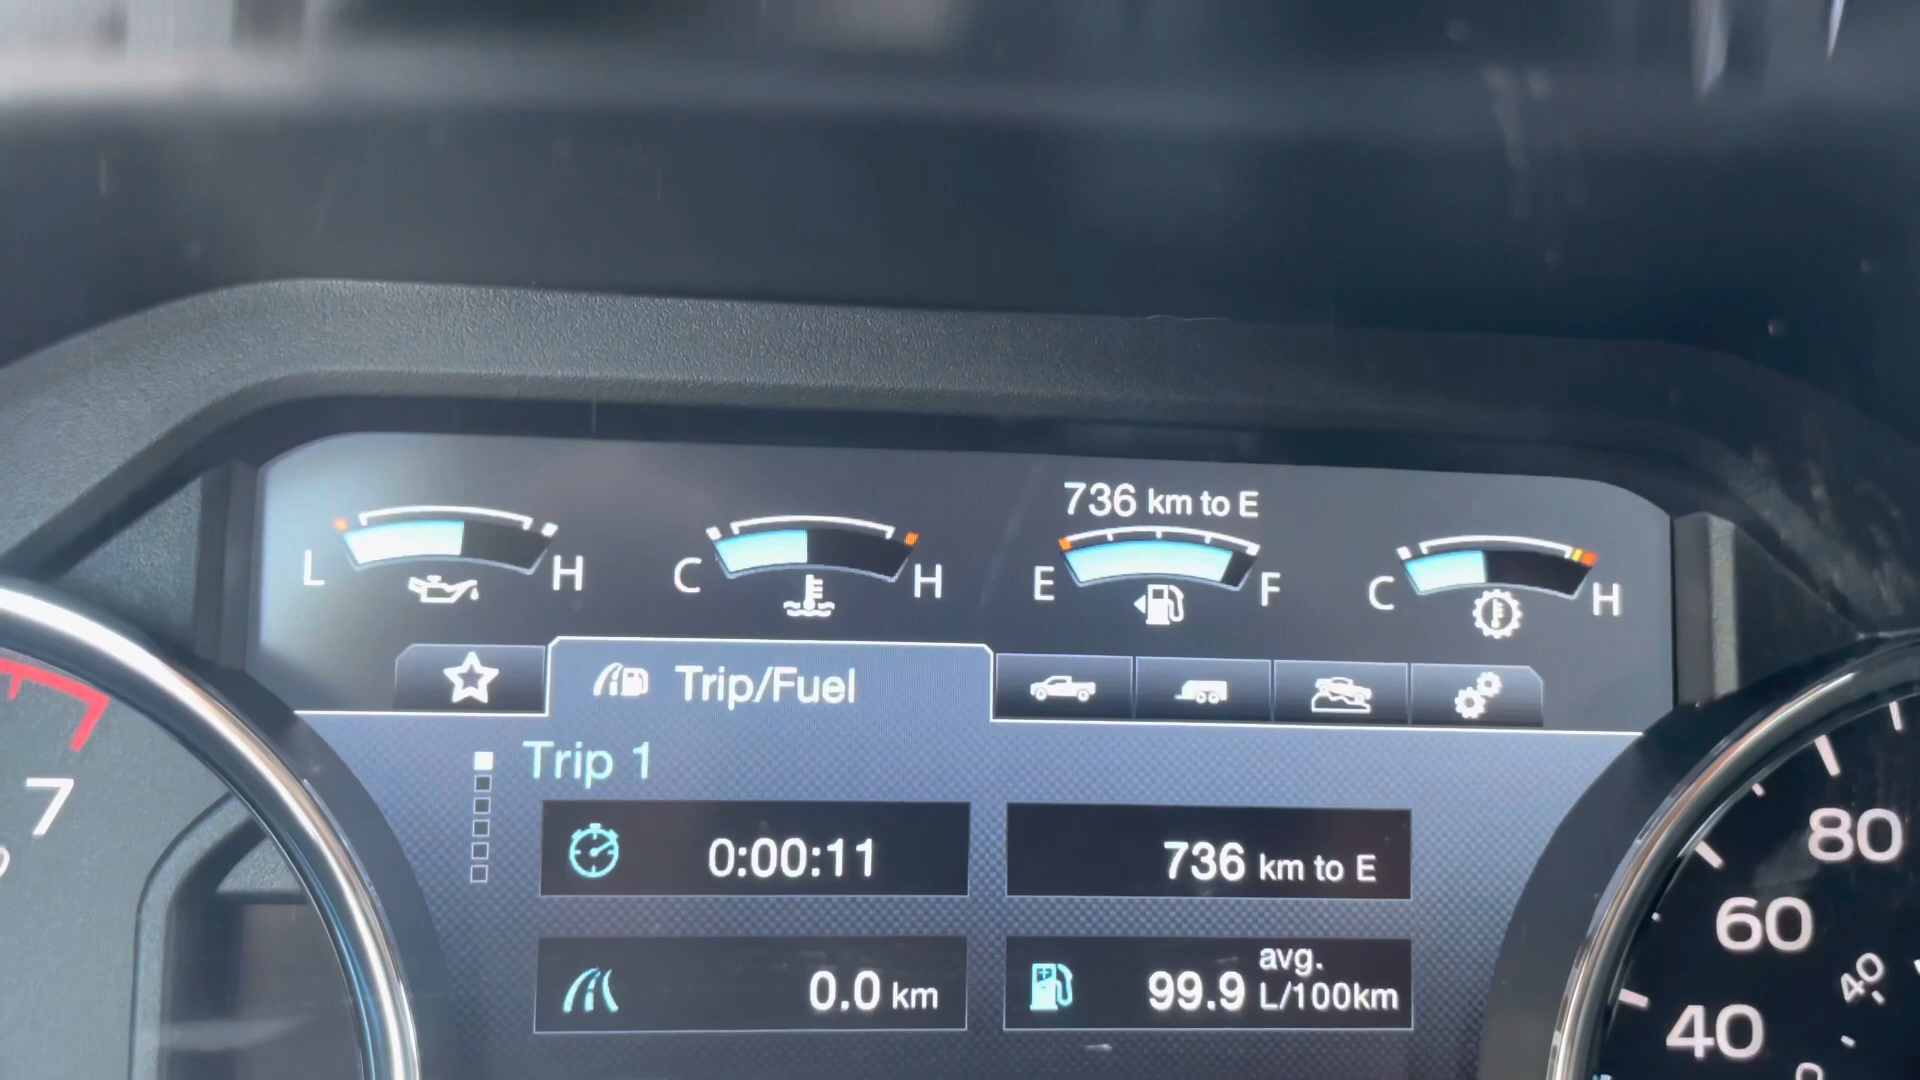 736 km to E
L H
C H
E F
C H
Trip/Fuel
Trip 1
0:00:11
736 km to E
0.0 km
99.9 avg. L/100km
7
80
60
40
40